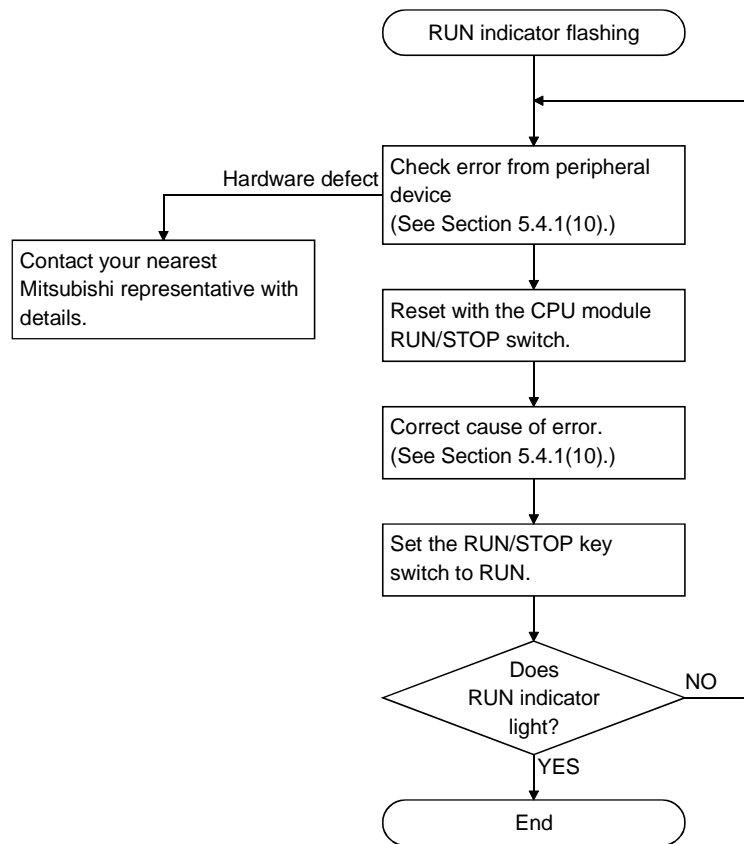 RUN indicator flashing
Hardware defect
Check error from peripheral
device
(See Section 5.4.1(10).)
Contact your nearest
Mitsubishi representative with
details.
Reset with the CPU module
RUN/STOP switch.
Correct cause of error.
(See Section 5.4.1(10).)
Set the RUN/STOP key
switch to RUN.
Does
RUN indicator
light?
NO
YES
End